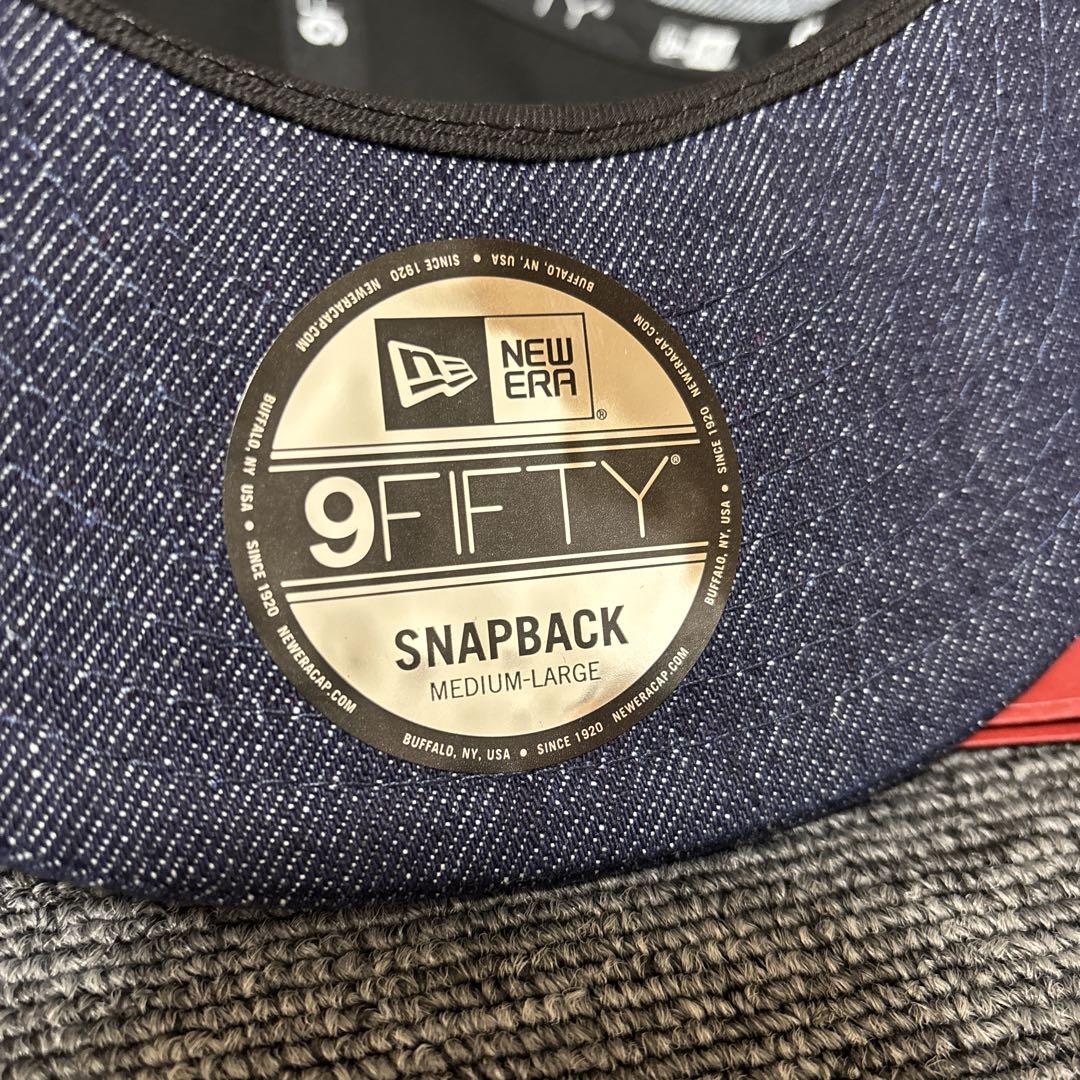 9F
NEW
ERA®
9FIFTY®
SNAPBACK
MEDIUM-LARGE
BUFFALO, NY, USA • SINCE 1920 NEWERACAP.COM
BUFFALO, NY, USA • SINCE 1920 NEWERACAP.COM
BUFFALO, NY, USA • SINCE 1920 NEWERACAP.COM
BUFFALO, NY USA • SINCE 1920 NEWERACAP.COM